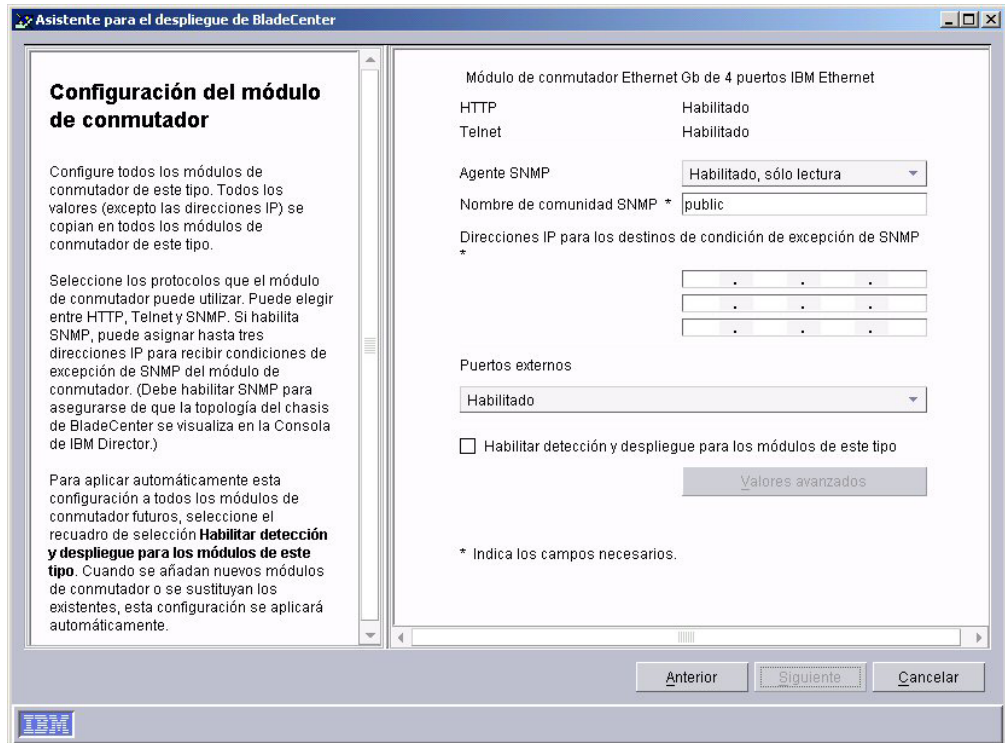 Asistente para el despliegue de BladeCenter
Configuración del módulo
de conmutador
Configure todos los módulos de
conmutador de este tipo. Todos los
valores (excepto las direcciones IP) se
copian en todos los módulos de
conmutador de este tipo.
Seleccione los protocolos que el módulo
de conmutador puede utilizar. Puede elegir
entre HTTP, Telnet y SNMP. Si habilita
SNMP, puede asignar hasta tres
direcciones IP para recibir condiciones de
excepción de SNMP del módulo de
conmutador. (Debe habilitar SNMP para
asegurarse de que la topología del chasis
de BladeCenter se visualiza en la Consola
de IBM Director.)
Para aplicar automáticamente esta
configuración a todos los módulos de
conmutador futuros, seleccione el
recuadro de selección Habilitar detección
y despliegue para los módulos de este
tipo. Cuando se añadan nuevos módulos
de conmutador o se sustituyan los
existentes, esta configuración se aplicará
automáticamente.
Módulo de conmutador Ethernet Gb de 4 puertos IBM Ethernet
HTTP Habilitado
Telnet Habilitado
Agente SNMP Habilitado, sólo lectura
Nombre de comunidad SNMP * public
Direcciones IP para los destinos de condición de excepción de SNMP
*
. . .
. . .
. . .
Puertos externos
Habilitado
Habilitar detección y despliegue para los módulos de este tipo
Valores avanzados
* Indica los campos necesarios.
Anterior Siguiente Cancelar
IBM